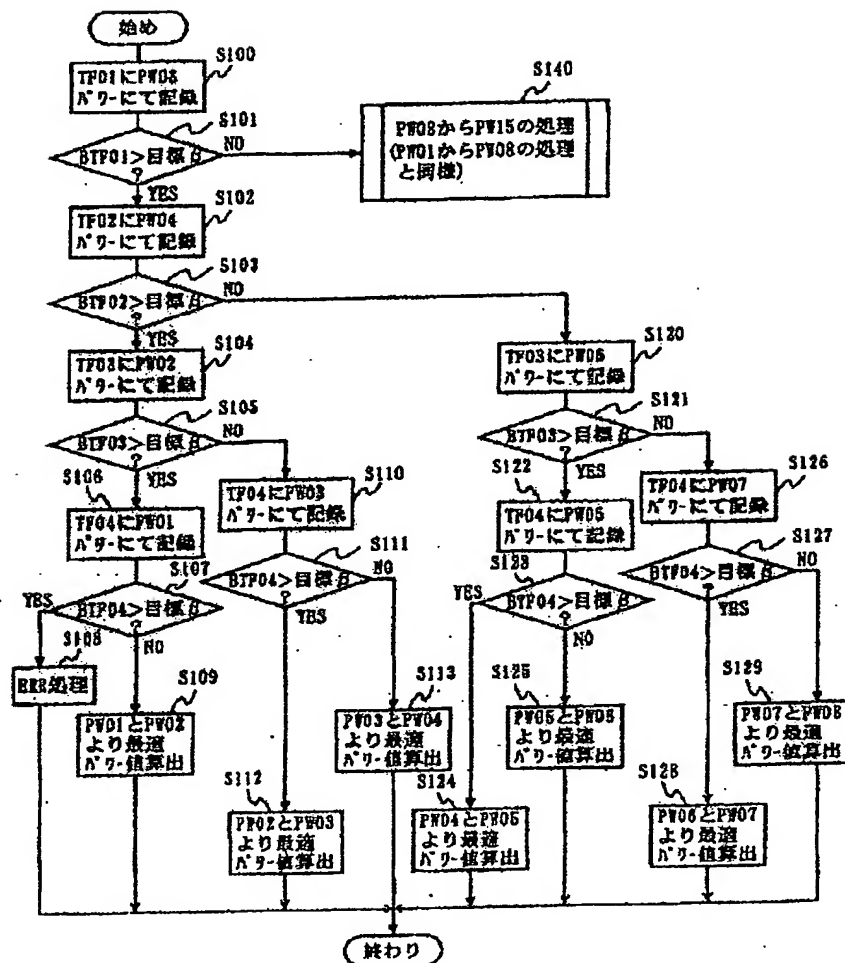 始め
S100
TF01にPW08
パワーにて記録
S101
BTF01>目標β
?
NO
YES
S140
PW08からPW15の処理
(PW01からPW08の処理
と同様)
S102
TF02にPW04
パワーにて記録
S103
BTF02>目標β
?
NO
YES
S104
TF03にPW02
パワーにて記録
S105
BTF03>目標β
?
NO
YES
S106
TF04にPW01
パワーにて記録
S107
BTF04>目標β
?
YES
NO
S108
ERR処理
S109
PW01とPW02
より最適
パワー値算出
S110
TF04にPW03
パワーにて記録
S111
BTF04>目標β
?
NO
YES
S112
PW02とPW03
より最適
パワー値算出
S113
PW03とPW04
より最適
パワー値算出
S120
TF03にPW06
パワーにて記録
S121
BTF03>目標β
?
NO
YES
S122
TF04にPW05
パワーにて記録
S123
BTF04>目標β
?
YES
NO
S124
PW04とPW05
より最適
パワー値算出
S125
PW05とPW06
より最適
パワー値算出
S126
TF04にPW07
パワーにて記録
S127
BTF04>目標β
?
NO
YES
S128
PW06とPW07
より最適
パワー値算出
S129
PW07とPW08
より最適
パワー値算出
終わり